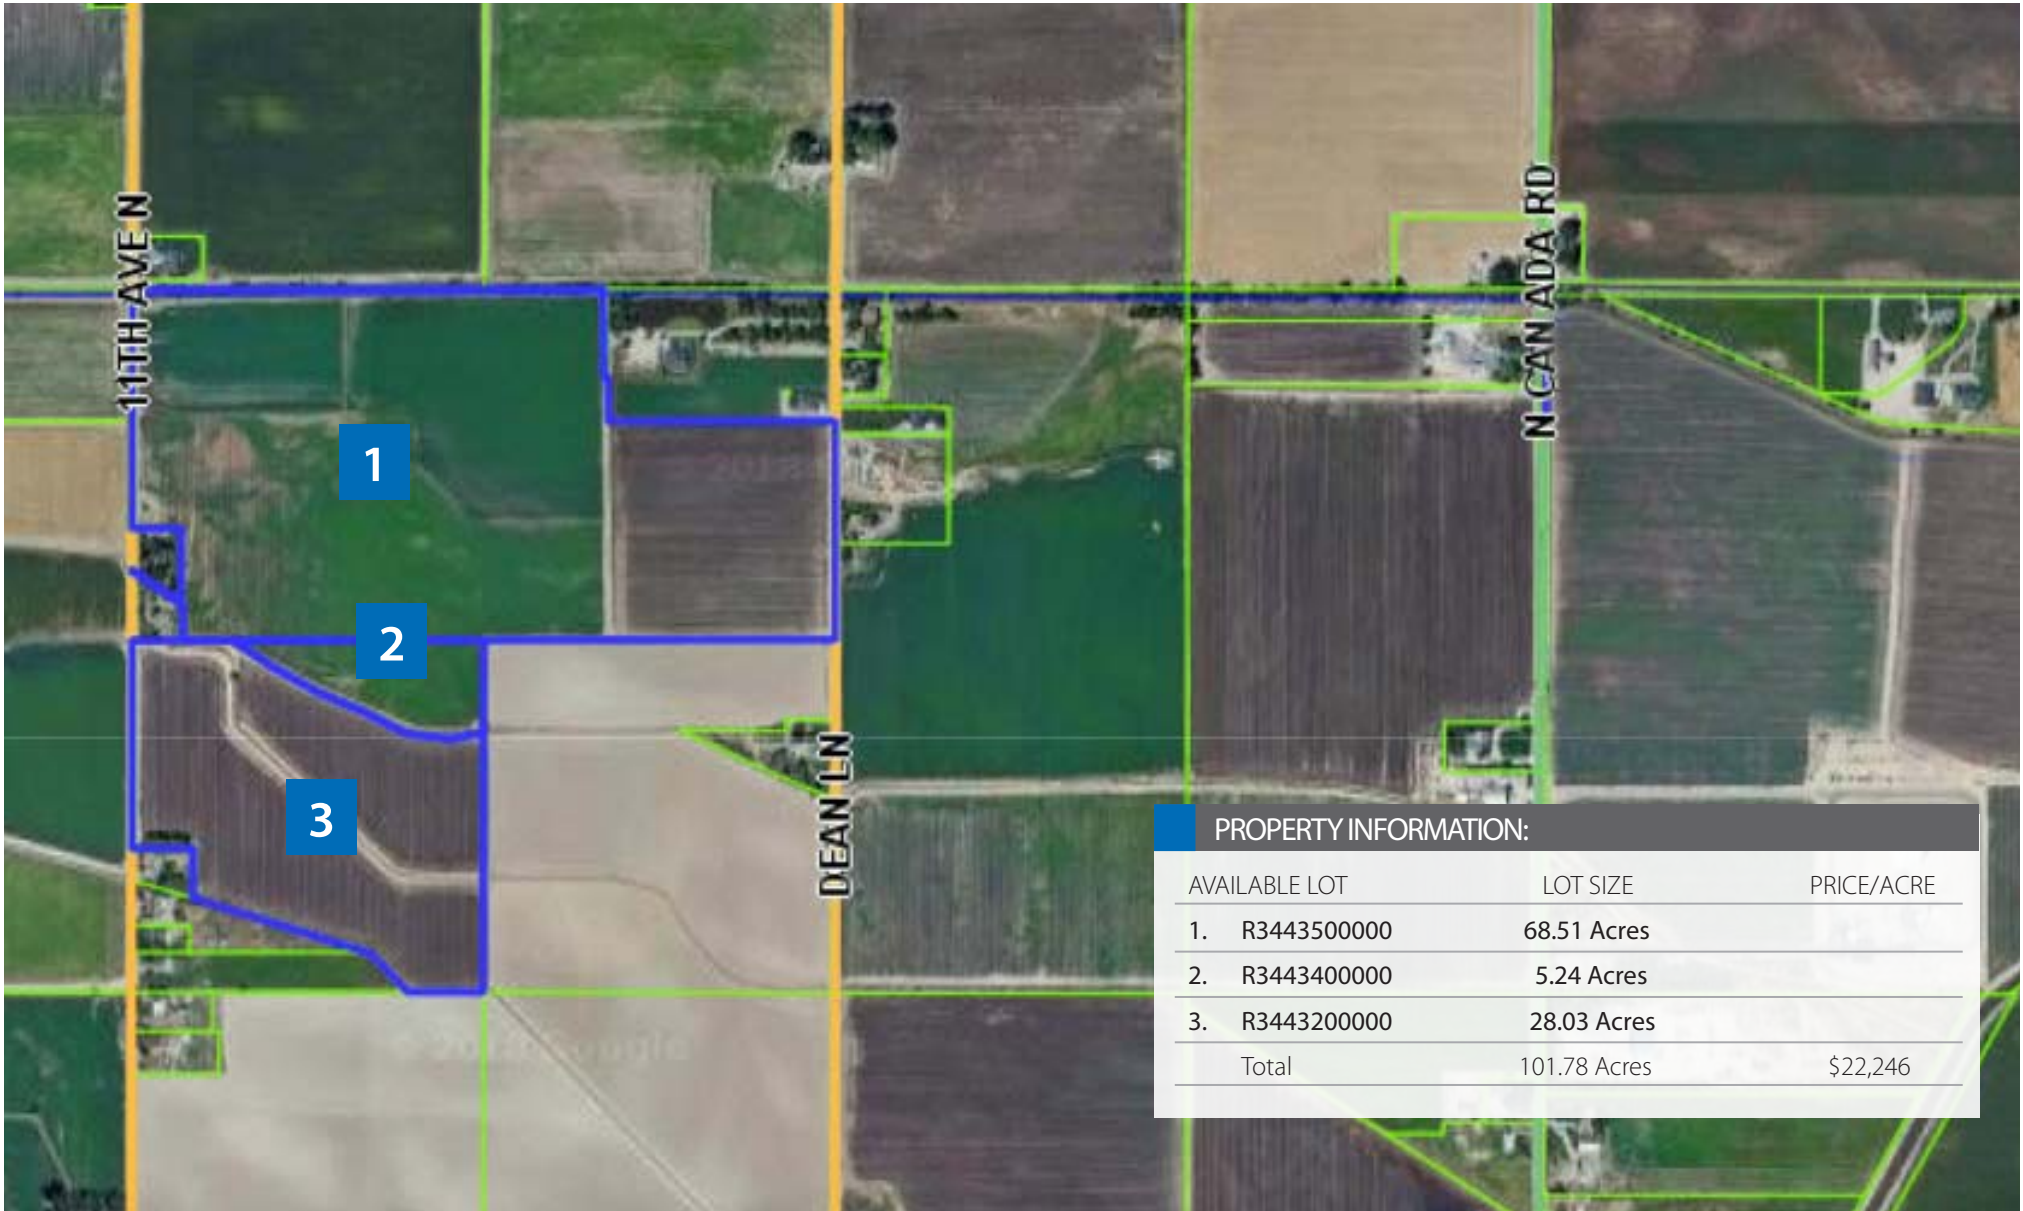 11TH AVE N
N CAN ADA RD
1
2
3
DEAN LN
PROPERTY INFORMATION:
AVAILABLE LOT LOT SIZE PRICE/ACRE
1. R3443500000 68.51 Acres
2. R3443400000 5.24 Acres
3. R3443200000 28.03 Acres
Total 101.78 Acres $22,246